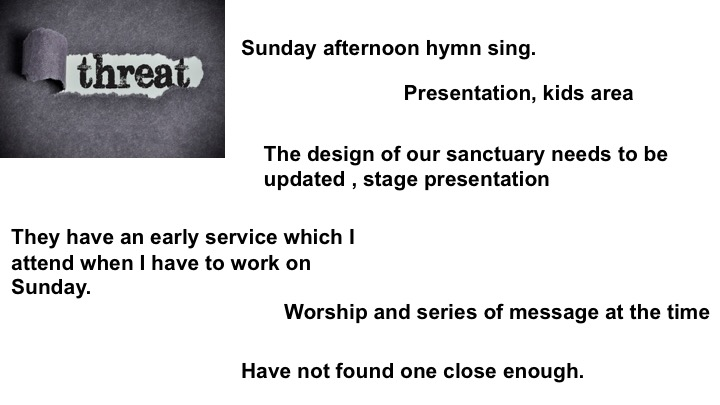 threat
Sunday afternoon hymn sing.
Presentation, kids area
The design of our sanctuary needs to be
updated , stage presentation
They have an early service which I
attend when I have to work on
Sunday.
Worship and series of message at the time
Have not found one close enough.